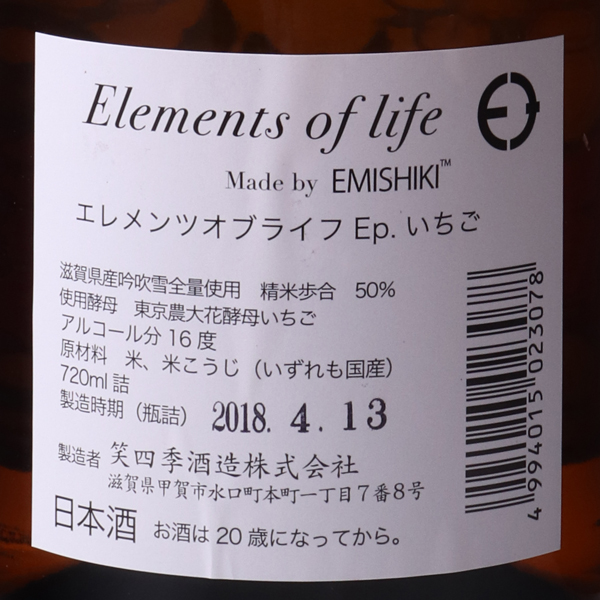 Elements of life
Made by EMISHIKI™
エレメンツオブライフ Ep. いちご
滋賀県産吟吹雪全量使用　精米歩合　50%
使用酵母　東京農大花酵母いちご
アルコール分 16 度
原材料　米、米こうじ（いずれも国産）
720ml 詰
製造時期（瓶詰） 2018. 4. 13
製造者 笑四季酒造株式会社
滋賀県甲賀市水口町本町一丁目7番8号
日本酒 お酒は 20 歳になってから。
4 994015 023078